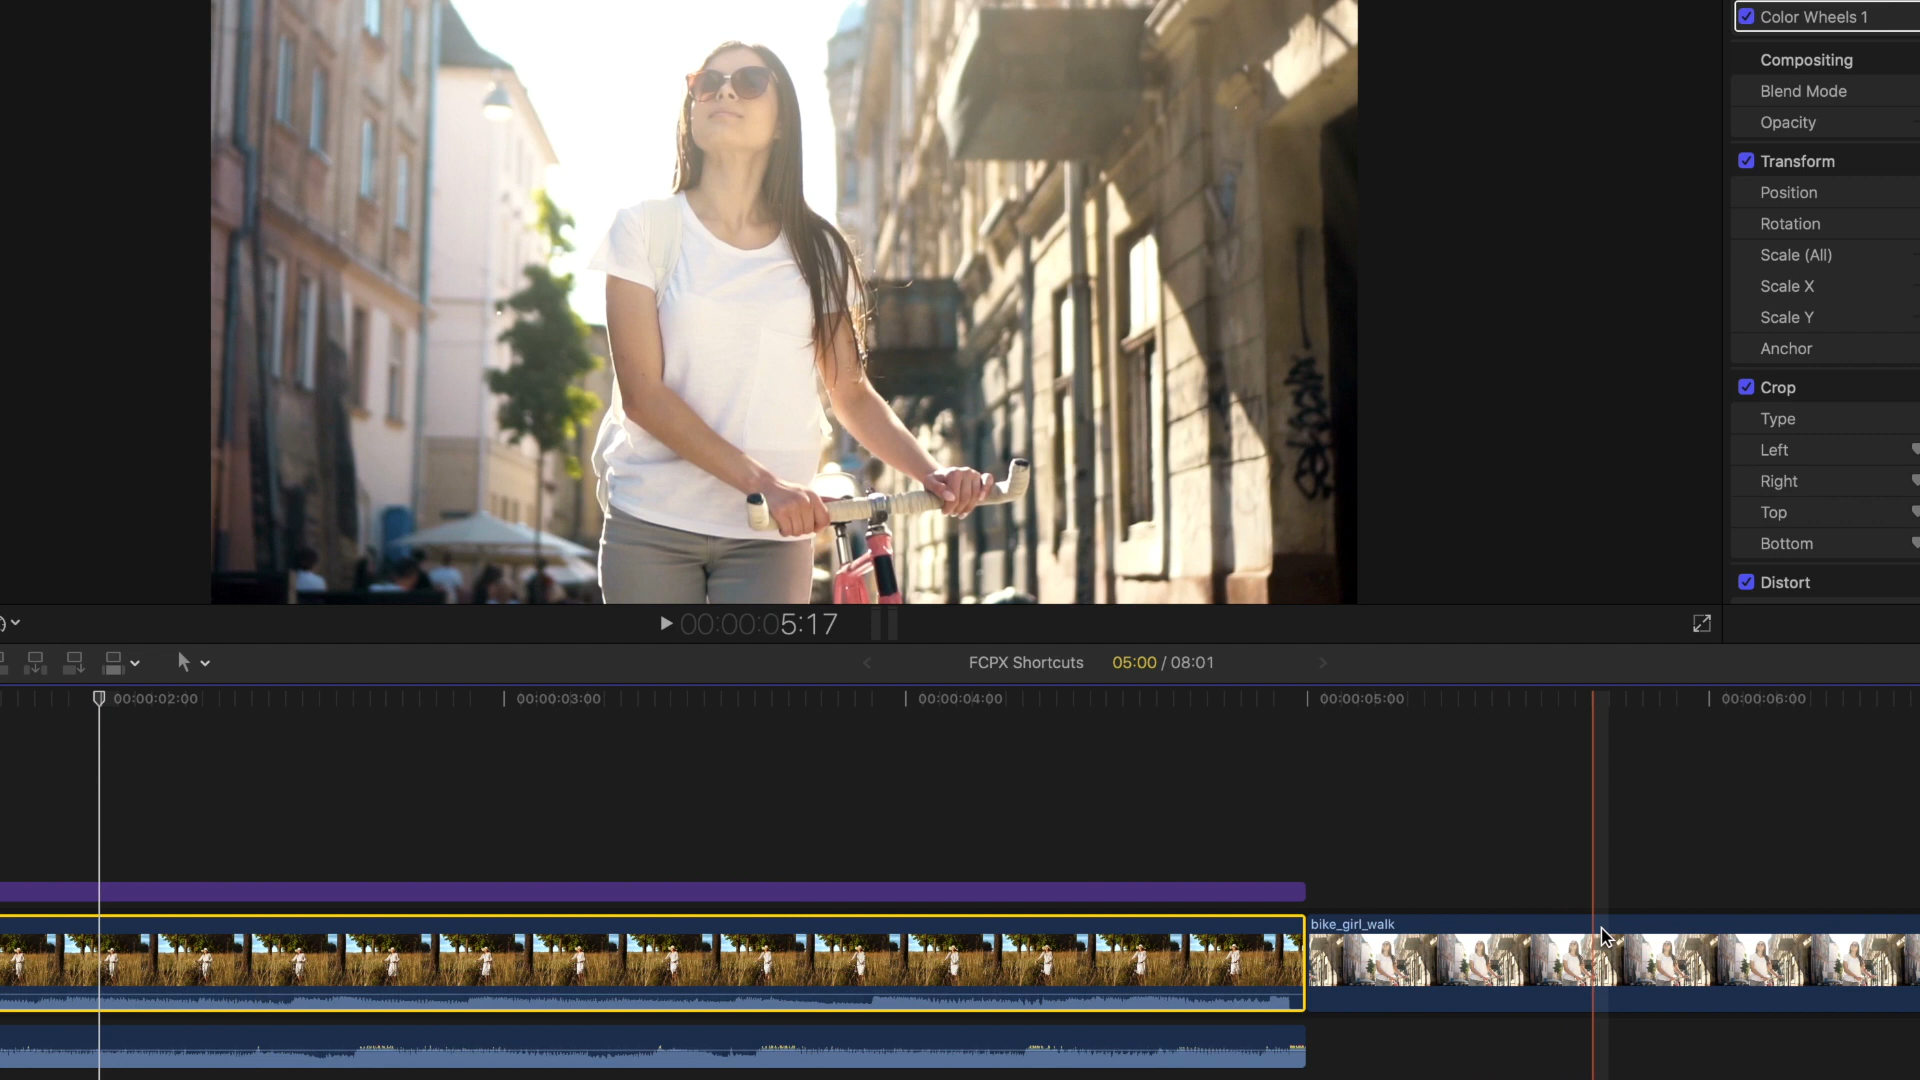 Color Wheels 1
Compositing
Blend Mode
Opacity
Transform
Position
Rotation
Scale (All)
Scale X
Scale Y
Anchor
Crop
Type
Left
Right
Top
Bottom
Distort
00:00:05:17
FCPX Shortcuts 05:00 / 08:01
00:00:02:00 00:00:03:00 00:00:04:00 00:00:05:00 00:00:06:00
bike_girl_walk